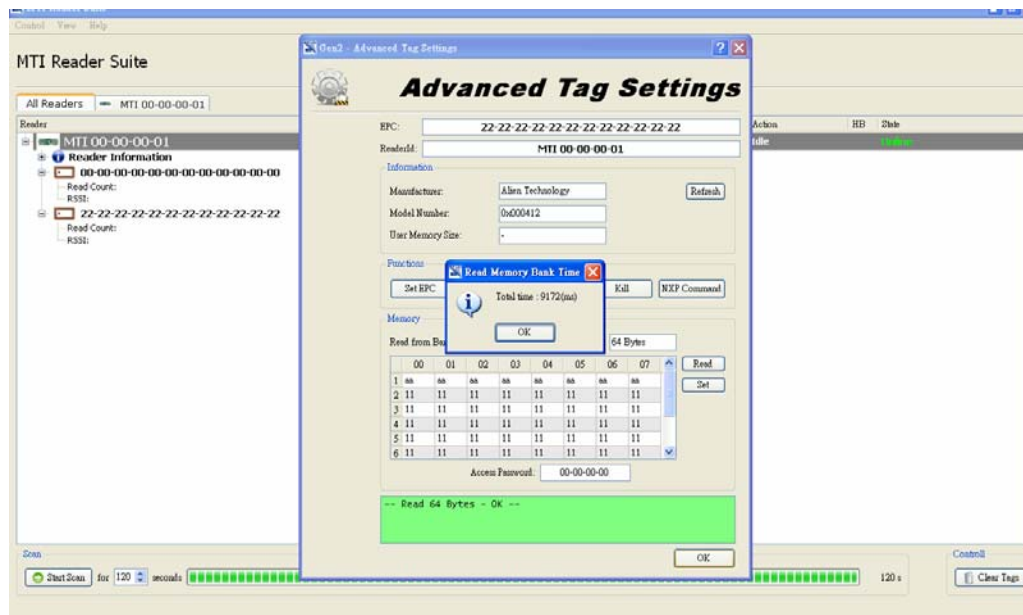 Control View Help
MTI Reader Suite
All Readers
MTI 00-00-00-01
Reader
Action
HB
State
MTI 00-00-00-01
Idle
Reader Information
00-00-00-00-00-00-00-00-00-00-00-00
Read Count:
RSSI:
22-22-22-22-22-22-22-22-22-22-22-22
Read Count:
RSSI:
Gen2 - Advanced Tag Settings
Advanced Tag Settings
EPC:
22-22-22-22-22-22-22-22-22-22-22-22
ReaderId:
MTI 00-00-00-01
Information
Manufacturer:
Alien Technology
Refresh
Model Number:
0x000412
User Memory Size:
-
Functions
Set EPC
Kill
NXP Command
Read Memory Bank Time
Total time : 9172(ms)
OK
Memory
Read from Ban
64 Bytes
00 01 02 03 04 05 06 07
Read
1 aa aa aa aa aa aa aa aa
Set
2 11 11 11 11 11 11 11 11
3 11 11 11 11 11 11 11 11
4 11 11 11 11 11 11 11 11
5 11 11 11 11 11 11 11 11
6 11 11 11 11 11 11 11 11
Access Password:
00-00-00-00
-- Read 64 Bytes - OK --
OK
Scan
Start Scan for 120 seconds
120 s
Controll
Clear Tags